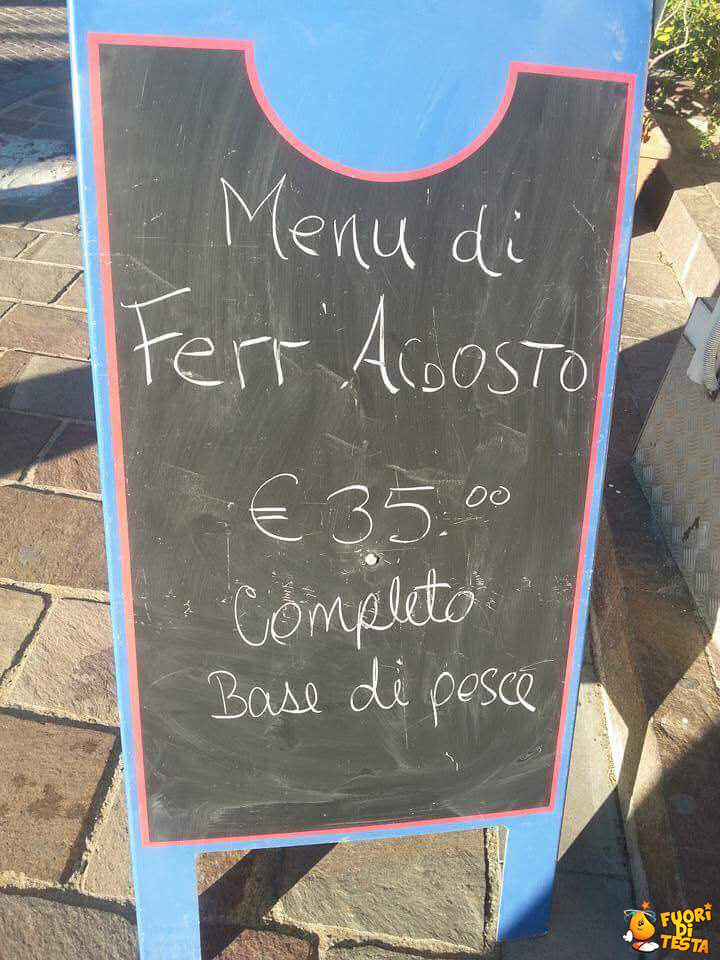 Menu di
Ferr'AGOSTO
€ 35.00
Completo
Base di pesce
FUORI
DI
TESTA